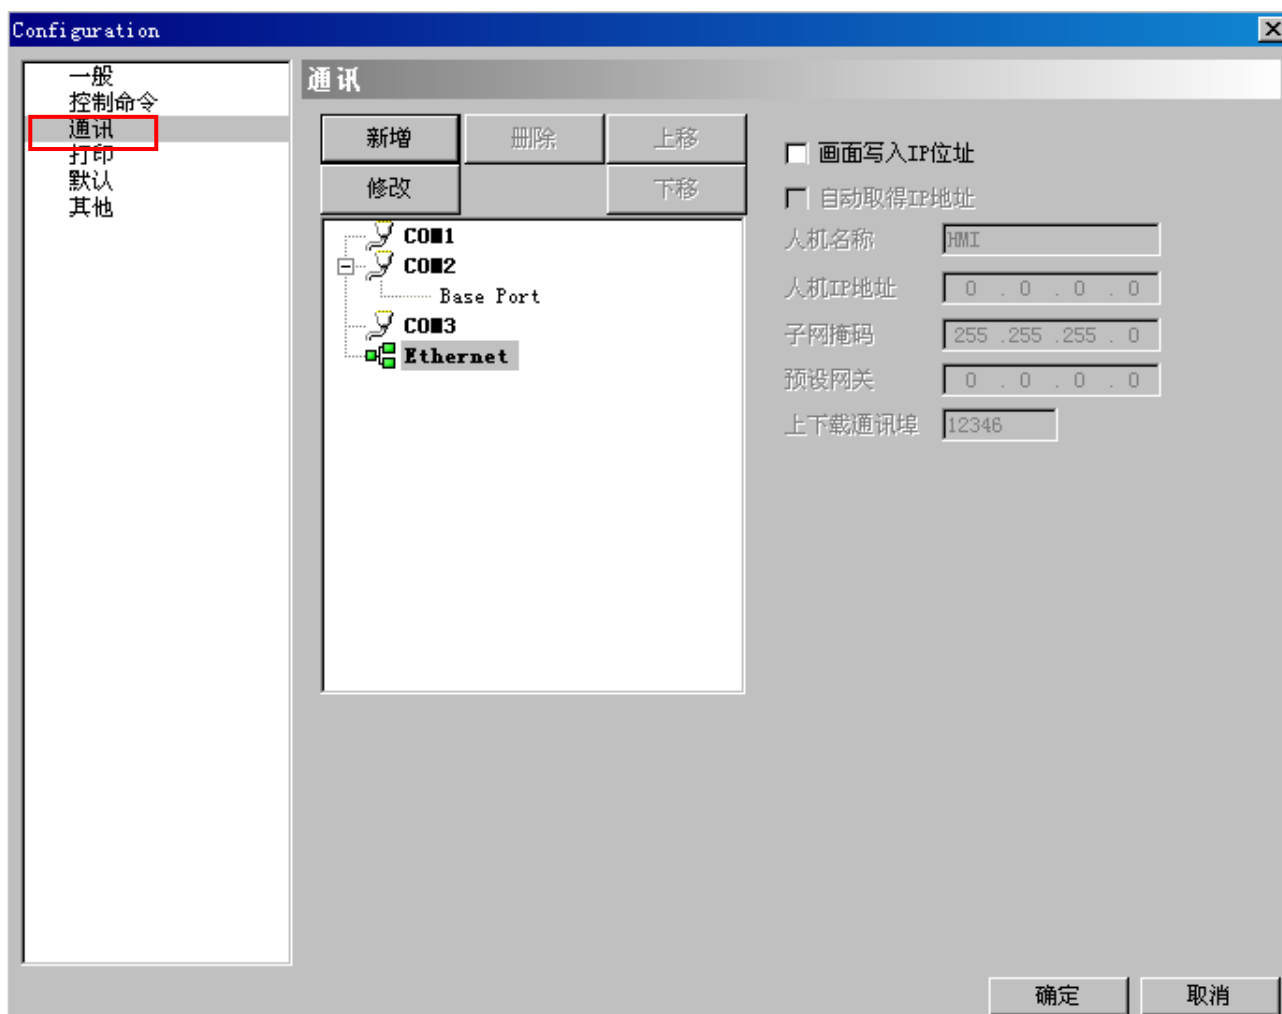 Configuration
一般
控制命令
通讯
打印
默认
其他
通讯
新增
删除
上移
修改
下移
COM1
COM2
Base Port
COM3
Ethernet
画面写入IP位址
自动取得IP地址
人机名称 HMI
人机IP地址 0 . 0 . 0 . 0
子网掩码 255 .255 .255 . 0
预设网关 0 . 0 . 0 . 0
上下载通讯埠 12346
确定
取消